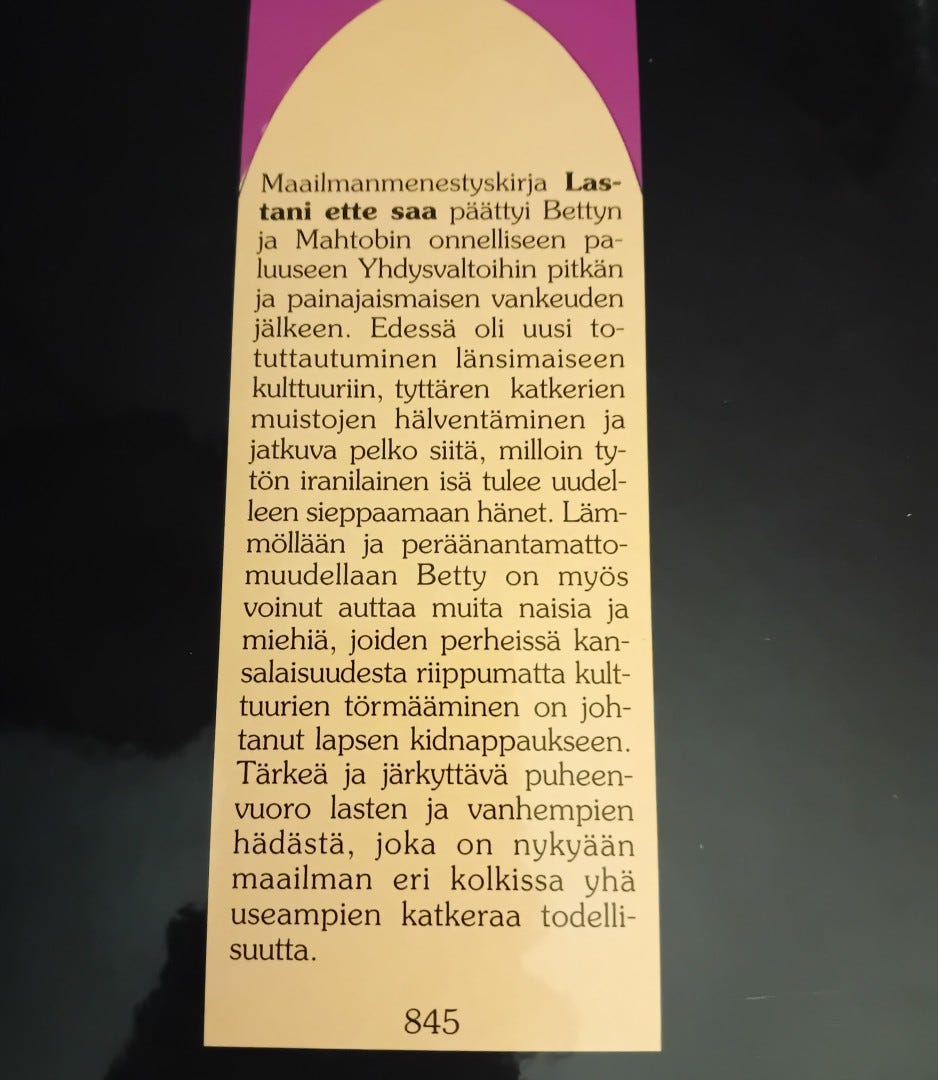 Maailmanmenestyskirja Las-
tani ette saa päättyi Bettyn
ja Mahtobin onnelliseen pa-
luuseen Yhdysvaltoihin pitkän
ja painajaismaisen vankeuden
jälkeen. Edessä oli uusi to-
tuttautuminen länsimaiseen
kulttuuriin, tyttären katkerien
muistojen hälventäminen ja
jatkuva pelko siitä, milloin ty-
tön iranilainen isä tulee uudel-
leen sieppaamaan hänet. Läm-
möllään ja peräänantamatto-
muudellaan Betty on myös
voinut auttaa muita naisia ja
miehiä, joiden perheissä kan-
salaisuudesta riippumatta kult-
tuurien törmääminen on joh-
tanut lapsen kidnappaukseen.
Tärkeä ja järkyttävä puheen-
vuoro lasten ja vanhempien
hädästä, joka on nykyään
maailman eri kolkissa yhä
useampien katkeraa todelli-
suutta.
845